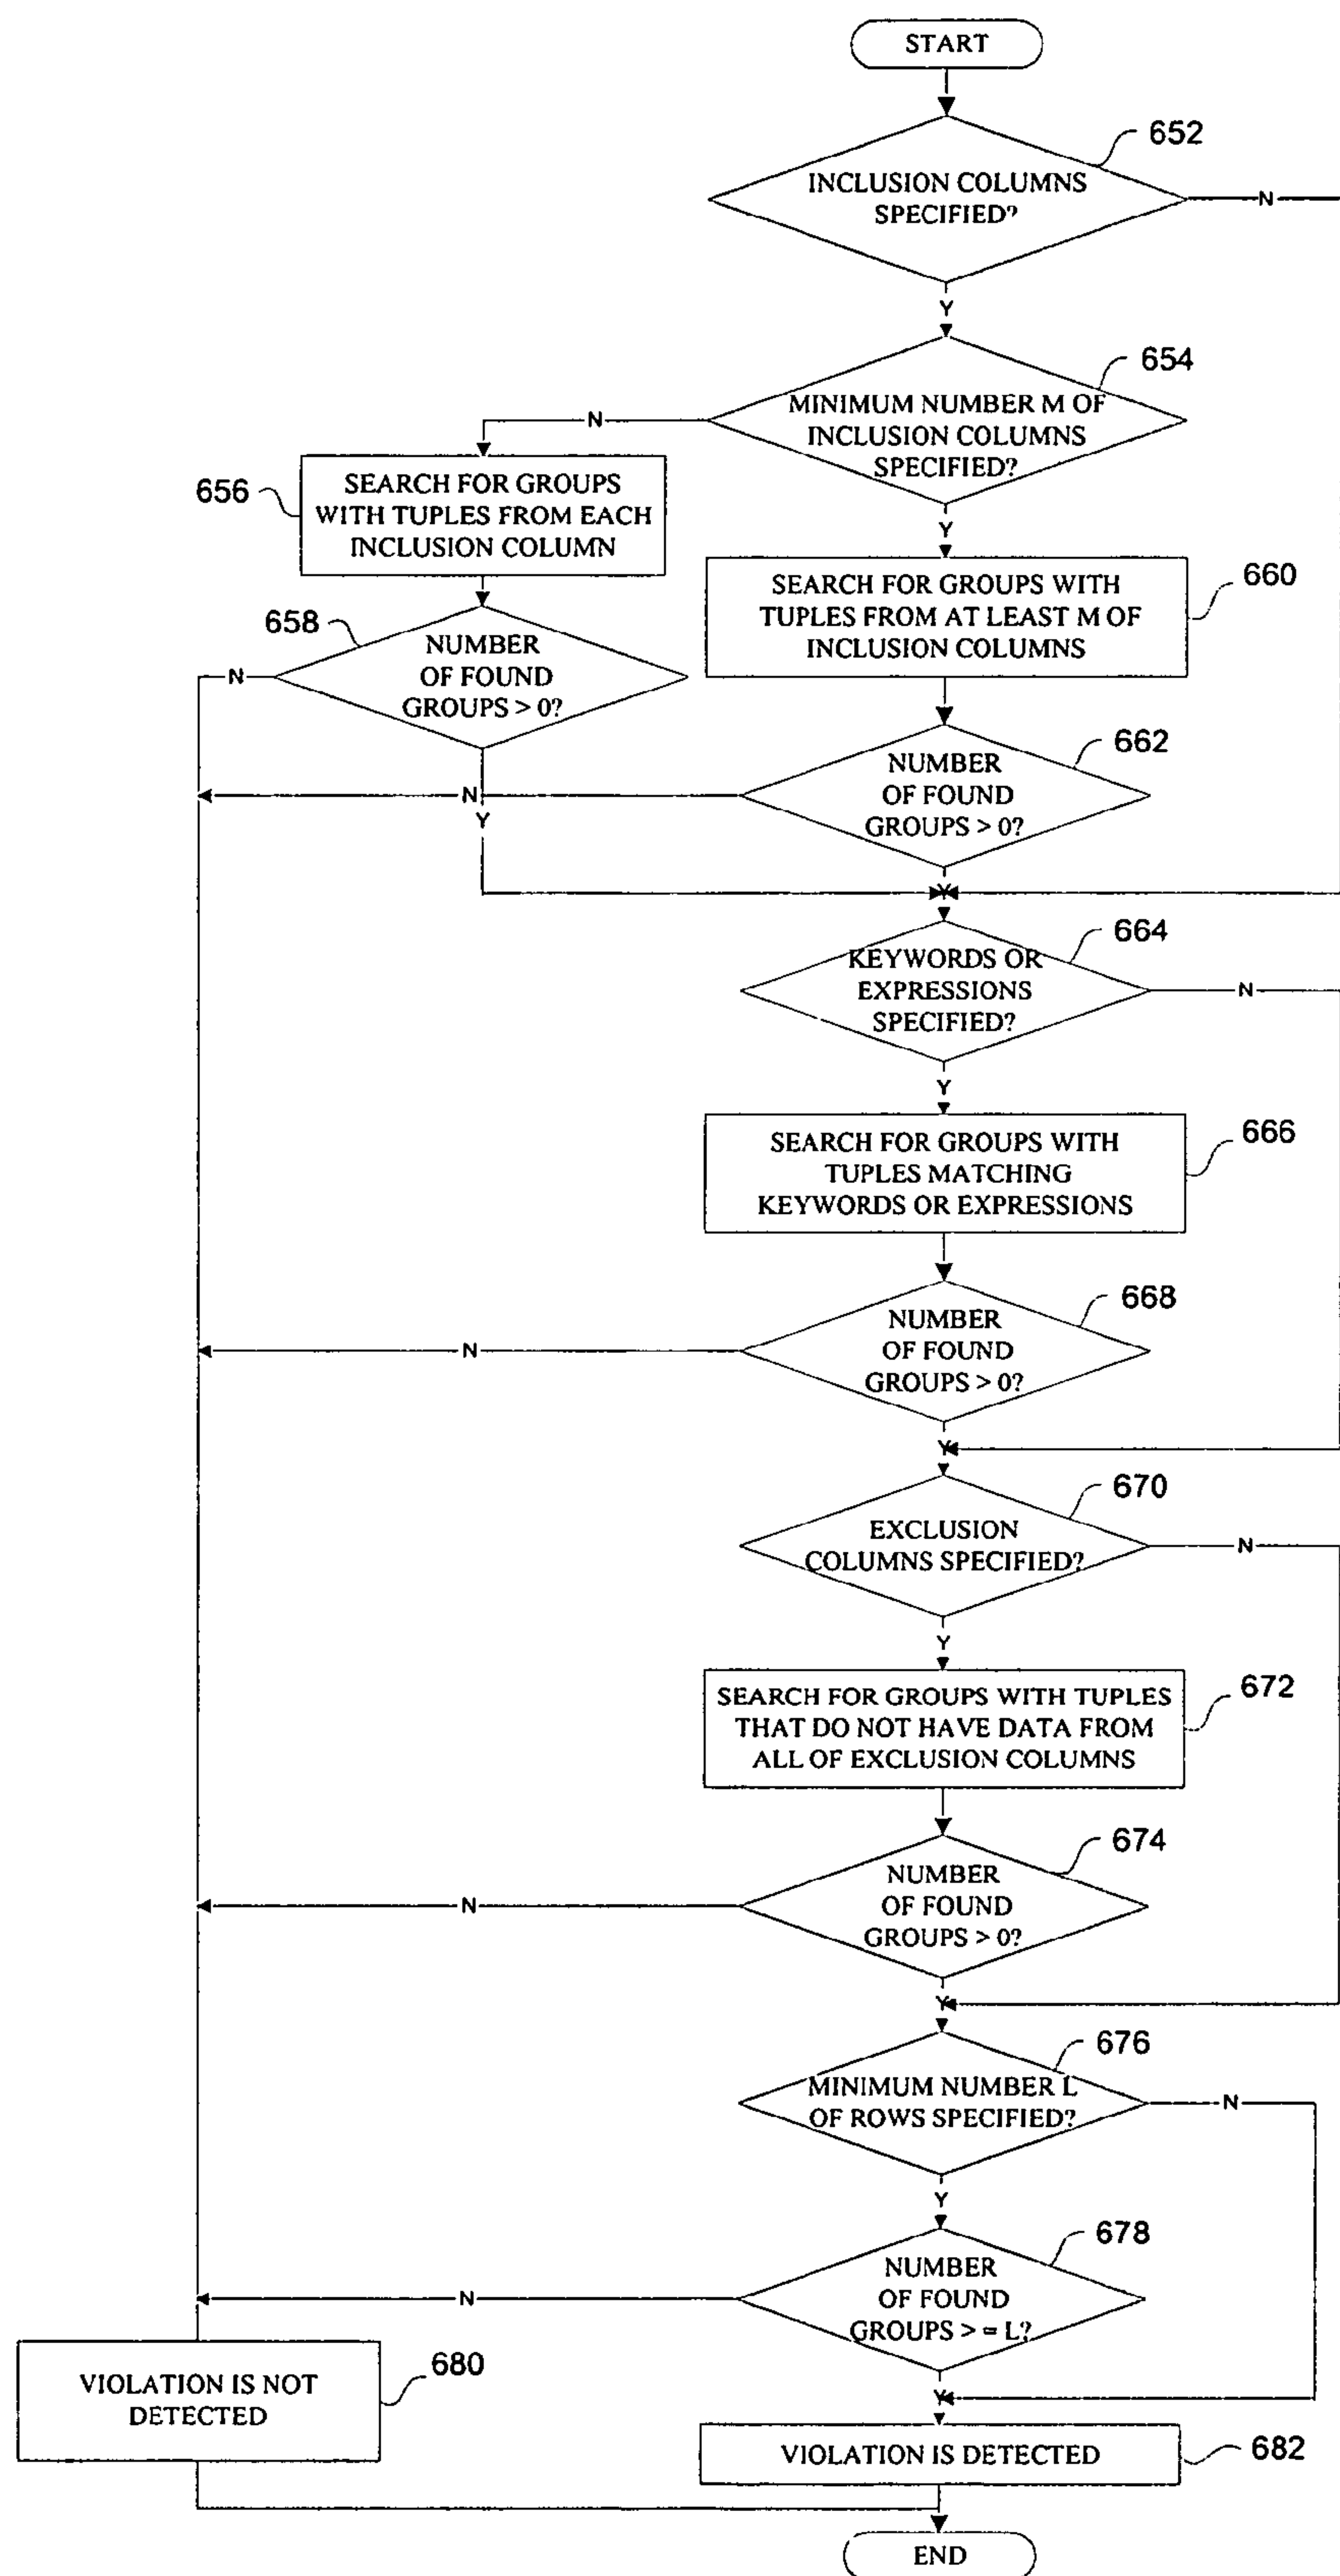 START
652
INCLUSION COLUMNS
SPECIFIED?
N
Y
654
MINIMUM NUMBER M OF
INCLUSION COLUMNS
SPECIFIED?
N
Y
656
SEARCH FOR GROUPS
WITH TUPLES FROM EACH
INCLUSION COLUMN
660
SEARCH FOR GROUPS WITH
TUPLES FROM AT LEAST M OF
INCLUSION COLUMNS
658
NUMBER
OF FOUND
GROUPS > 0?
N
Y
662
NUMBER
OF FOUND
GROUPS > 0?
N
Y
664
KEYWORDS OR
EXPRESSIONS
SPECIFIED?
N
Y
666
SEARCH FOR GROUPS WITH
TUPLES MATCHING
KEYWORDS OR EXPRESSIONS
668
NUMBER
OF FOUND
GROUPS > 0?
N
Y
670
EXCLUSION
COLUMNS SPECIFIED?
N
Y
672
SEARCH FOR GROUPS WITH TUPLES
THAT DO NOT HAVE DATA FROM
ALL OF EXCLUSION COLUMNS
674
NUMBER
OF FOUND
GROUPS > 0?
N
Y
676
MINIMUM NUMBER L
OF ROWS SPECIFIED?
N
Y
678
NUMBER
OF FOUND
GROUPS > = L?
N
Y
680
VIOLATION IS NOT
DETECTED
682
VIOLATION IS DETECTED
END